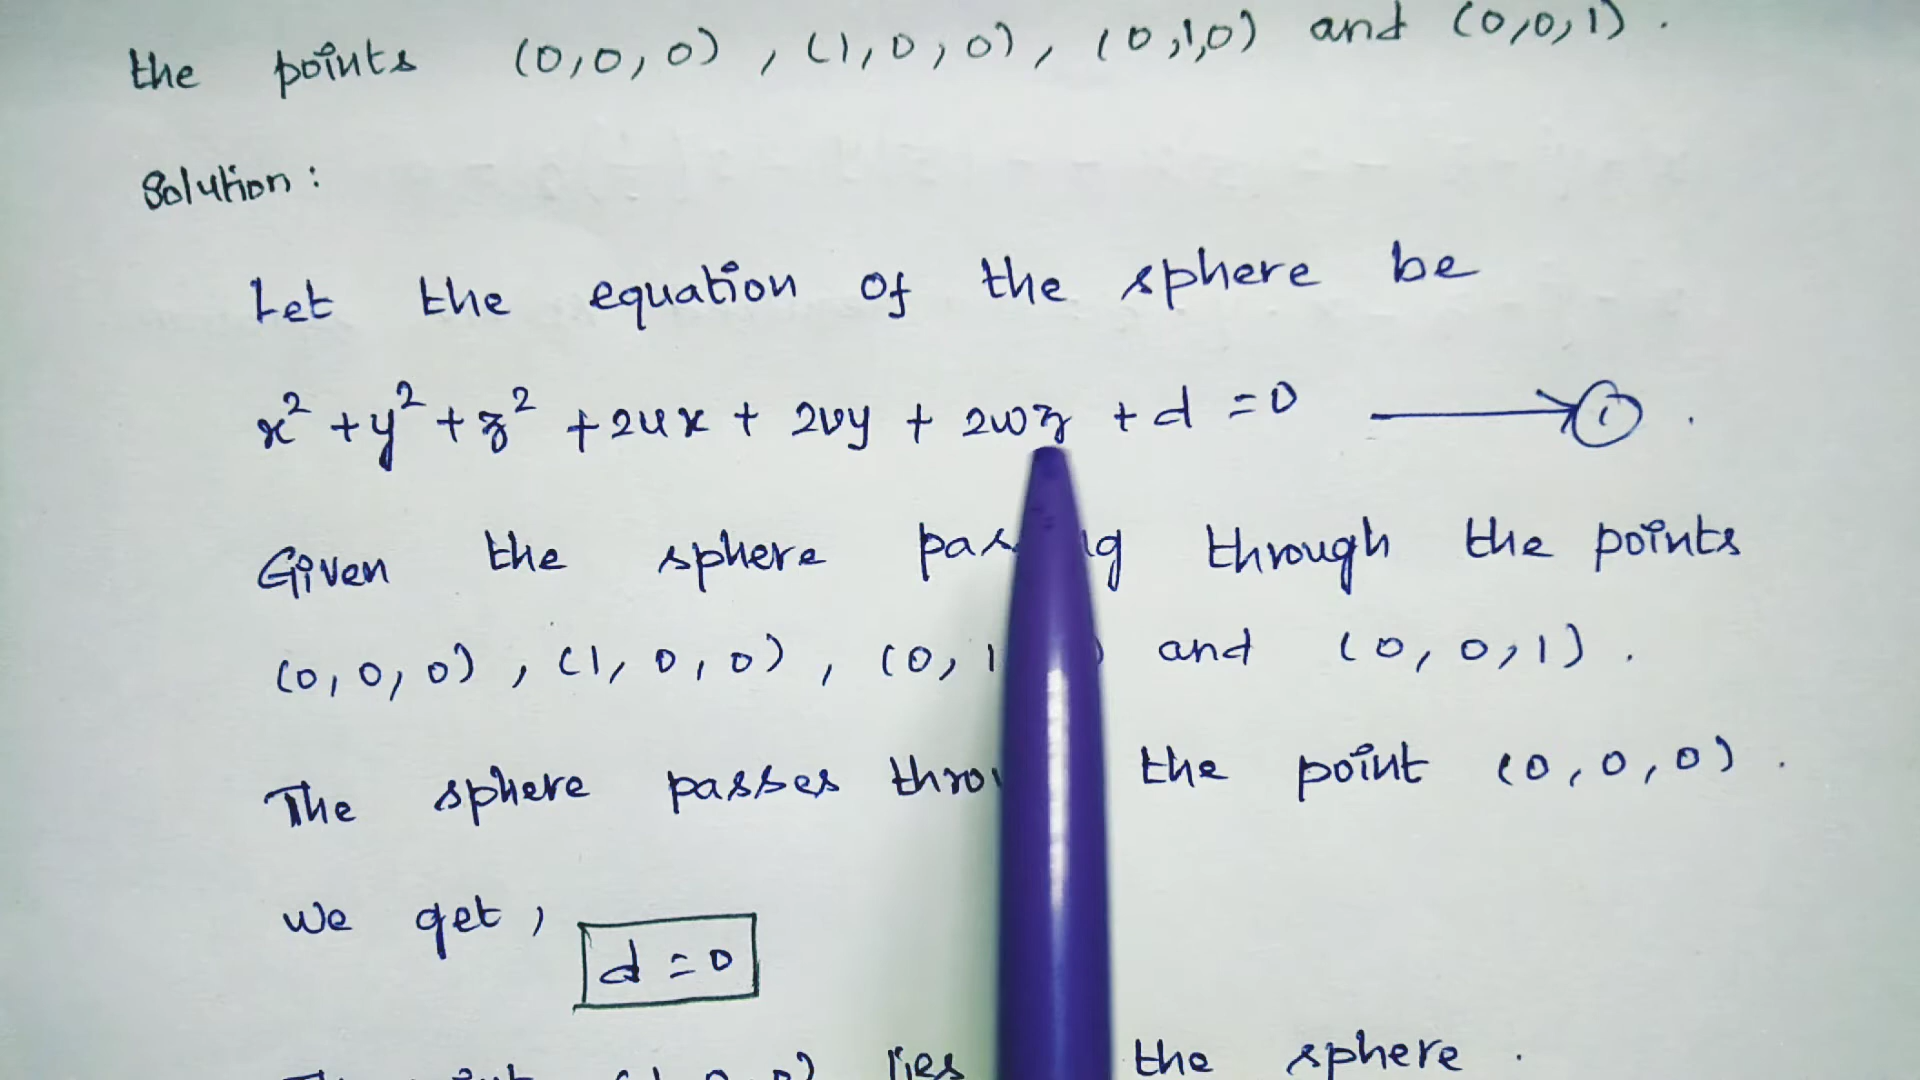 the points (0,0,0), (1,0,0), (0,1,0) and (0,0,1).
Solution:
Let the equation of the sphere be
x² + y² + z² + 2ux + 2vy + 2wz + d = 0 ⟶ ①.
Given the sphere through the points
(0,0,0), (1,0,0), (0,1 and (0,0,1).
The sphere passes the point (0,0,0).
we get, d = 0
lies the sphere.